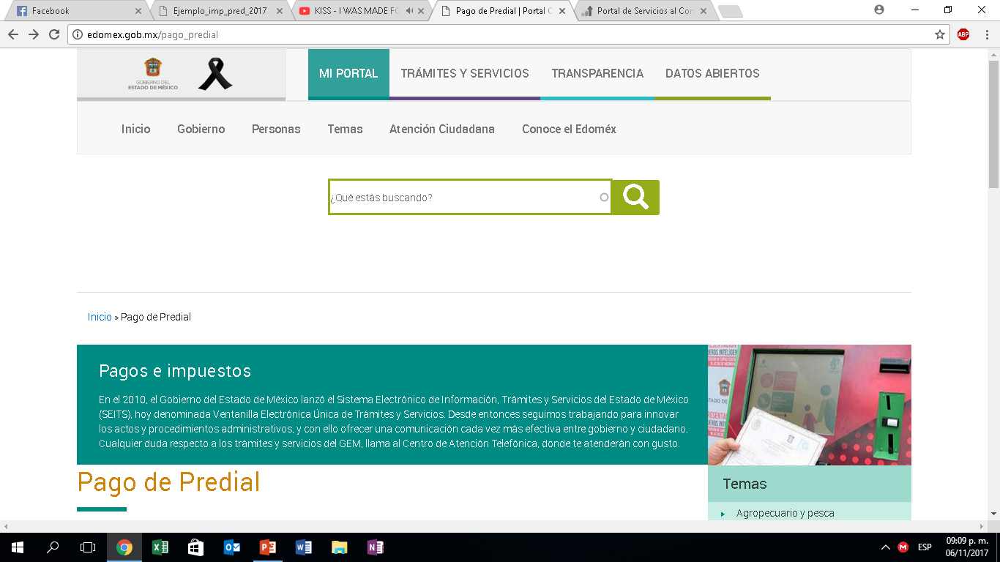 Facebook
Ejemplo_imp_pred_2017
KISS - I WAS MADE FO
Pago de Predial | Portal C
Portal de Servicios al Con
edomex.gob.mx/pago_predial
ABP
GOBIERNO DEL
ESTADO DE MÉXICO
MI PORTAL
TRÁMITES Y SERVICIOS
TRANSPARENCIA
DATOS ABIERTOS
Inicio
Gobierno
Personas
Temas
Atención Ciudadana
Conoce el Edoméx
¿Qué estás buscando?
Inicio » Pago de Predial
Pagos e impuestos
En el 2010, el Gobierno del Estado de México lanzó el Sistema Electrónico de Información, Trámites y Servicios del Estado de México
(SEITS), hoy denominada Ventanilla Electrónica Única de Trámites y Servicios. Desde entonces seguimos trabajando para innovar
los actos y procedimientos administrativos, y con ello ofrecer una comunicación cada vez más efectiva entre gobierno y ciudadano.
Cualquier duda respecto a los trámites y servicios del GEM, llama al Centro de Atención Telefónica, donde te atenderán con gusto.
Pago de Predial
Temas
Agropecuario y pesca
ESP
09:09 p. m.
06/11/2017